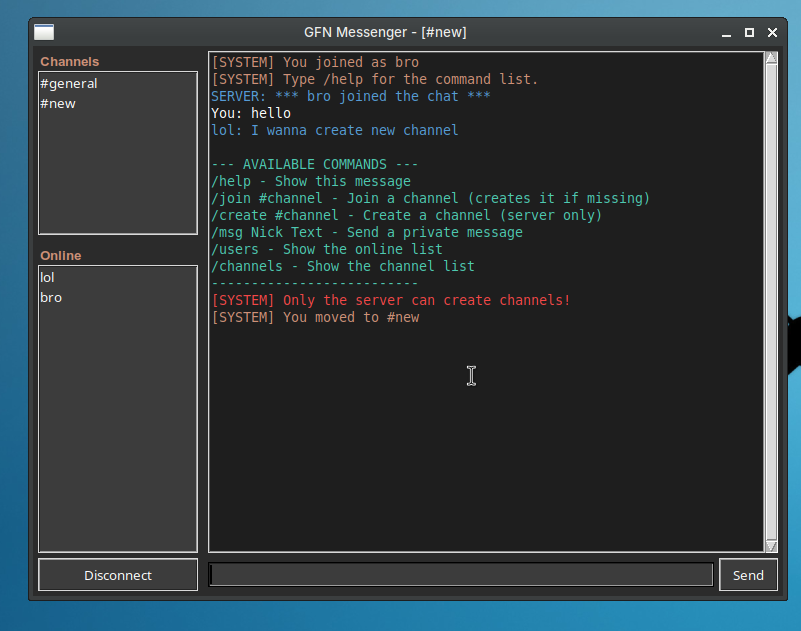 GFN Messenger - [#new]
Channels
#general
#new
Online
lol
bro
[SYSTEM] You joined as bro
[SYSTEM] Type /help for the command list.
SERVER: *** bro joined the chat ***
You: hello
lol: I wanna create new channel
--- AVAILABLE COMMANDS ---
/help - Show this message
/join #channel - Join a channel (creates it if missing)
/create #channel - Create a channel (server only)
/msg Nick Text - Send a private message
/users - Show the online list
/channels - Show the channel list
--------------------------
[SYSTEM] Only the server can create channels!
[SYSTEM] You moved to #new
Disconnect
Send